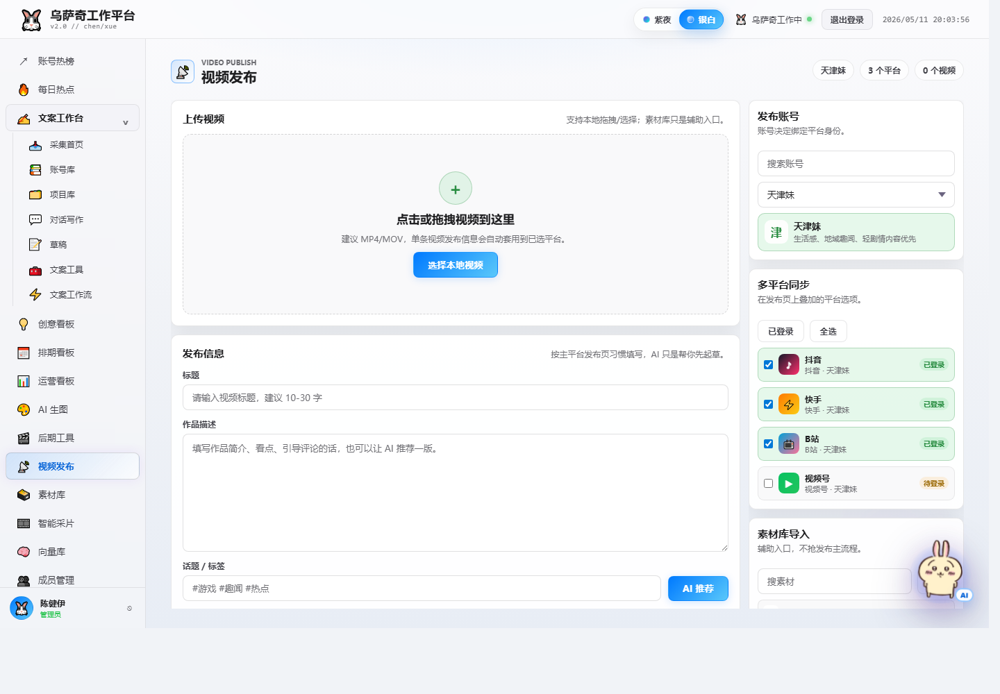 乌萨奇工作平台
v2.0 // chen/xue
紫夜
银白
乌萨奇工作中
退出登录
2026/05/11 20:03:56
账号热榜
每日热点
文案工作台
v
采集首页
账号库
项目库
对话写作
草稿
文案工具
文案工作流
创意看板
排期看板
运营看板
AI 生图
后期工具
视频发布
素材库
智能采片
向量库
成员管理
陈健伊
管理员
VIDEO PUBLISH
视频发布
天津妹
3 个平台
0 个视频
上传视频
支持本地拖拽/选择；素材库只是辅助入口。
+
点击或拖拽视频到这里
建议 MP4/MOV，单条视频发布信息会自动套用到已选平台。
选择本地视频
发布信息
按主平台发布页习惯填写，AI 只是帮你先起草。
标题
请输入视频标题，建议 10-30 字
作品描述
填写作品简介、看点、引导评论的话，也可以让 AI 推荐一版。
话题 / 标签
#游戏 #趣闻 #热点
AI 推荐
发布账号
账号决定绑定平台身份。
搜索账号
天津妹
津
天津妹
生活感、地域趣闻、轻剧情内容优先
多平台同步
在发布页上叠加的平台选项。
已登录
全选
抖音
抖音 · 天津妹
已登录
快手
快手 · 天津妹
已登录
B站
B站 · 天津妹
已登录
视频号
视频号 · 天津妹
待登录
素材库导入
辅助入口，不抢发布主流程。
搜素材
AI